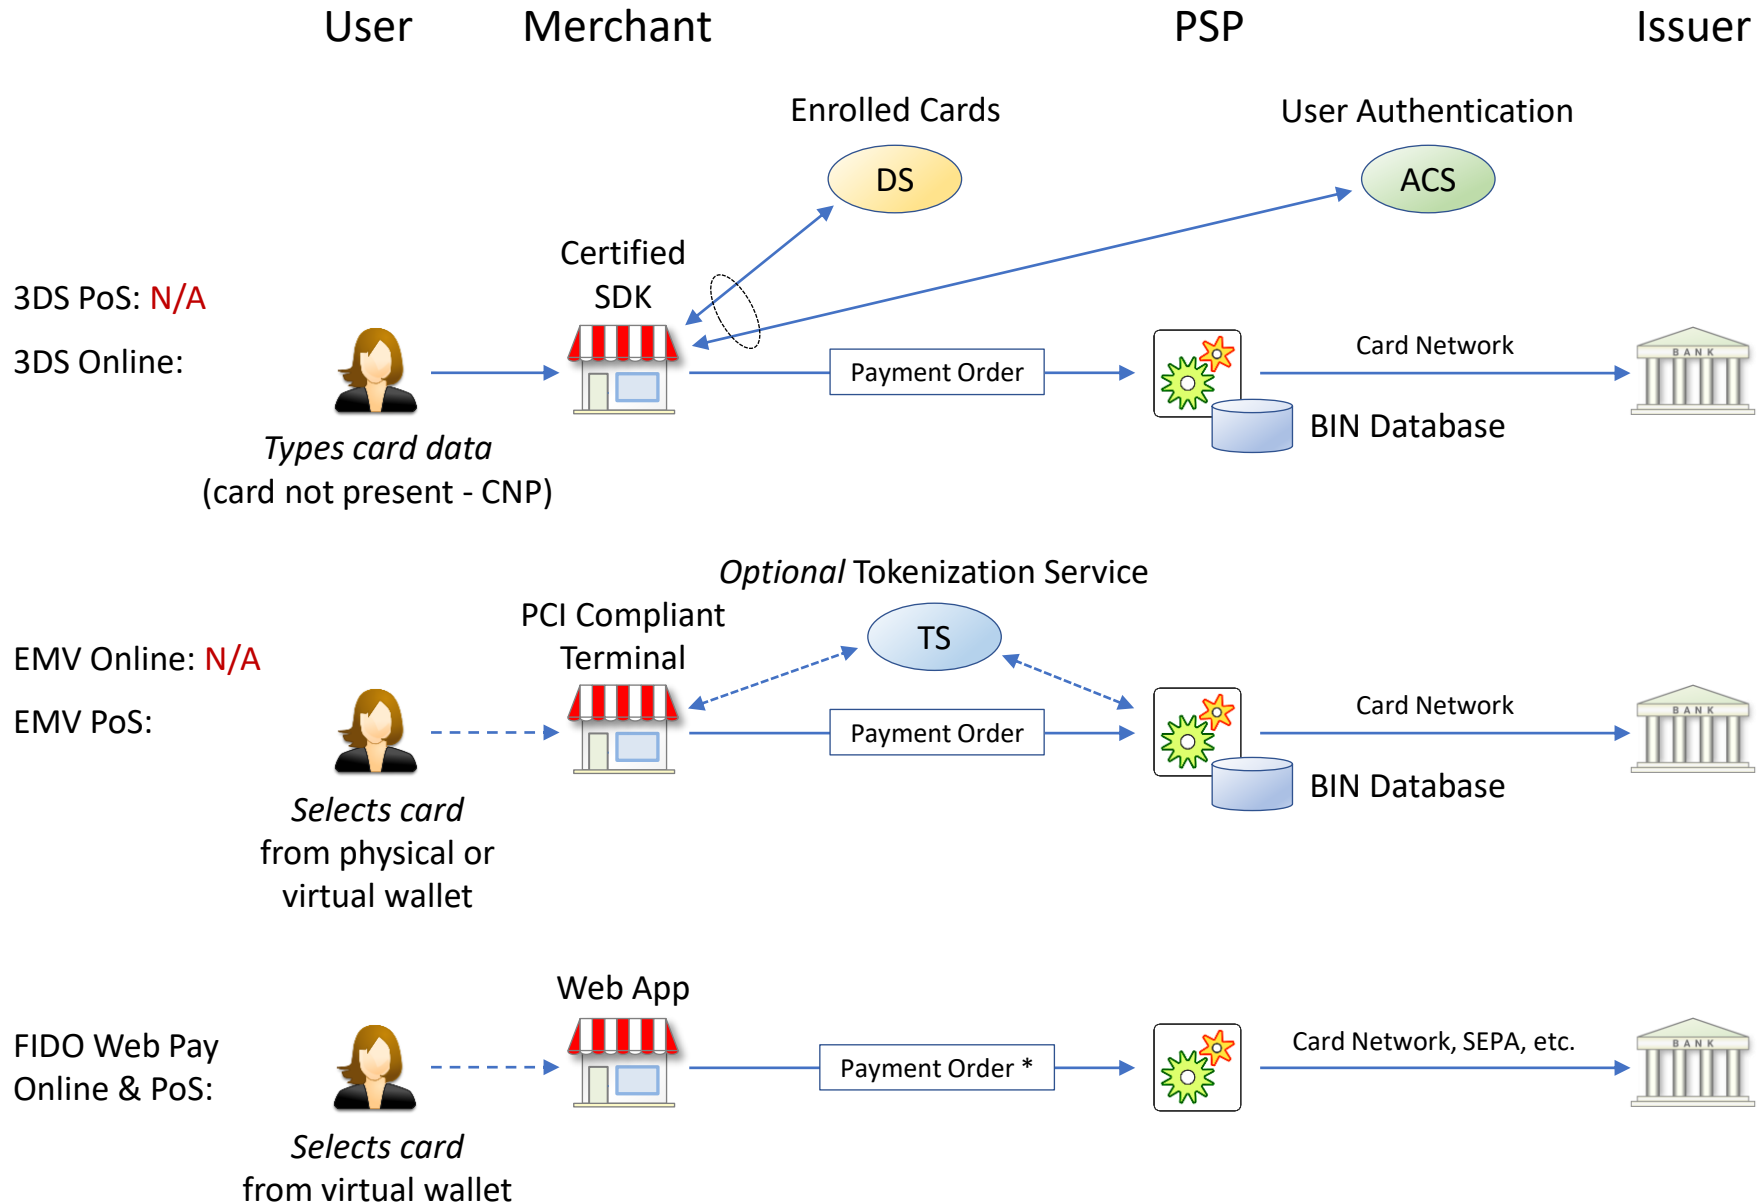 User Merchant PSP Issuer
Enrolled Cards User Authentication
DS ACS
Certified
SDK
3DS PoS: N/A
3DS Online:
Payment Order
Card Network
BANK
BIN Database
Types card data
(card not present - CNP)
Optional Tokenization Service
TS
PCI Compliant
Terminal
EMV Online: N/A
EMV PoS:
Payment Order
Card Network
BANK
BIN Database
Selects card
from physical or
virtual wallet
Web App
FIDO Web Pay
Online & PoS:
Payment Order *
Card Network, SEPA, etc.
BANK
Selects card
from virtual wallet